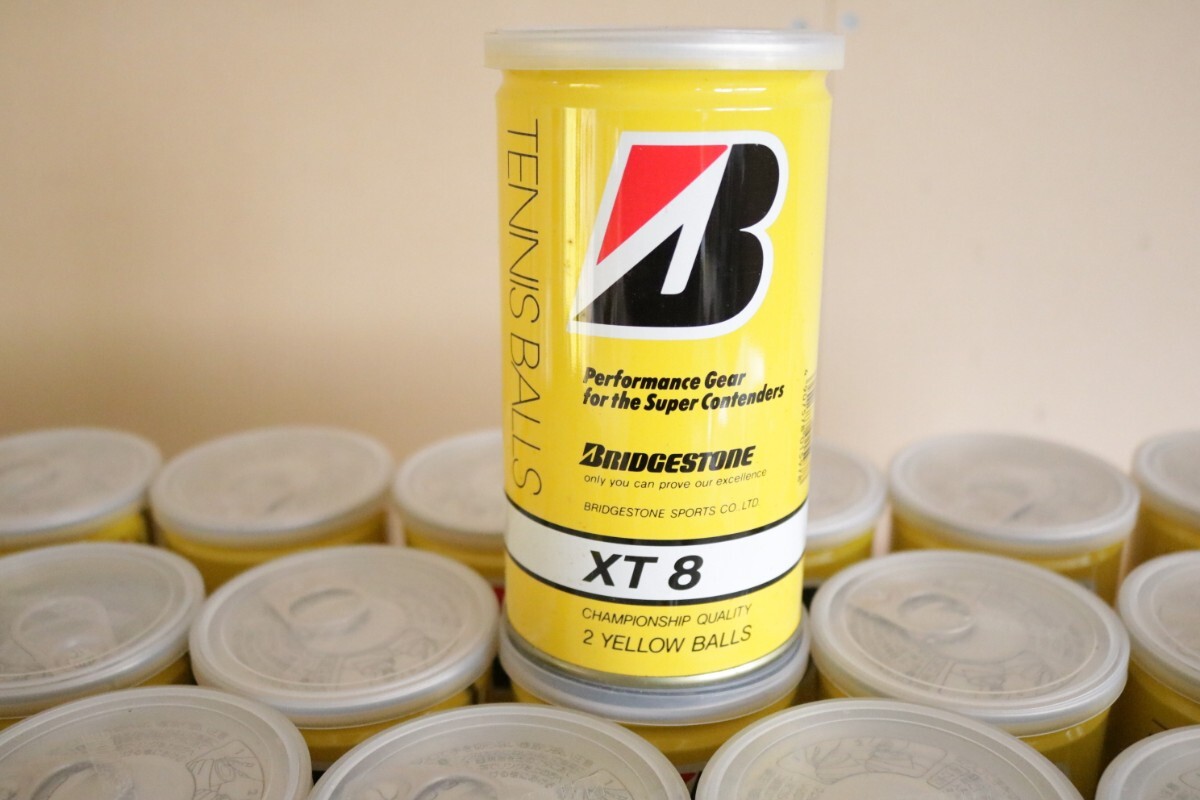 TENNIS BALLS
B
Performance Gear
for the Super Contenders
BRIDGESTONE
only you can prove our excellence
BRIDGESTONE SPORTS CO. LTD.
XT 8
CHAMPIONSHIP QUALITY
2 YELLOW BALLS